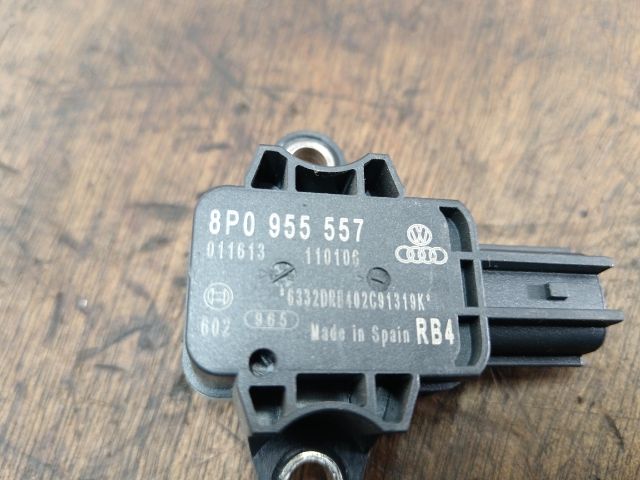 8P0 955 557
011613 110106
*6332DRB402C91319K*
602 965 Made in Spain RB4